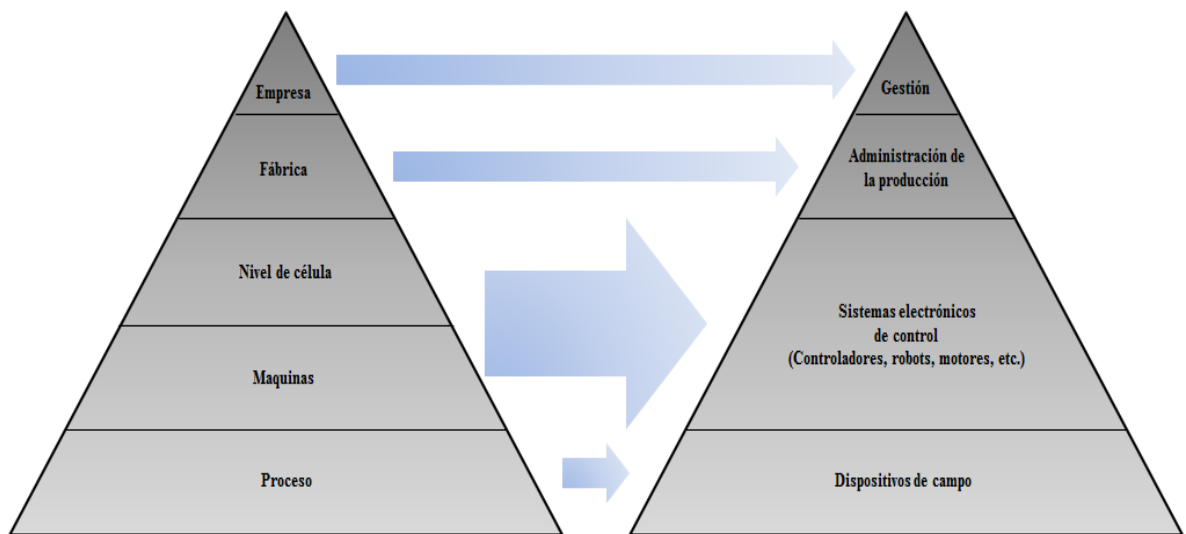 Empresa
Fábrica
Nivel de célula
Maquinas
Proceso
Gestión
Administración de
la producción
Sistemas electrónicos
de control
(Controladores, robots, motores, etc.)
Dispositivos de campo